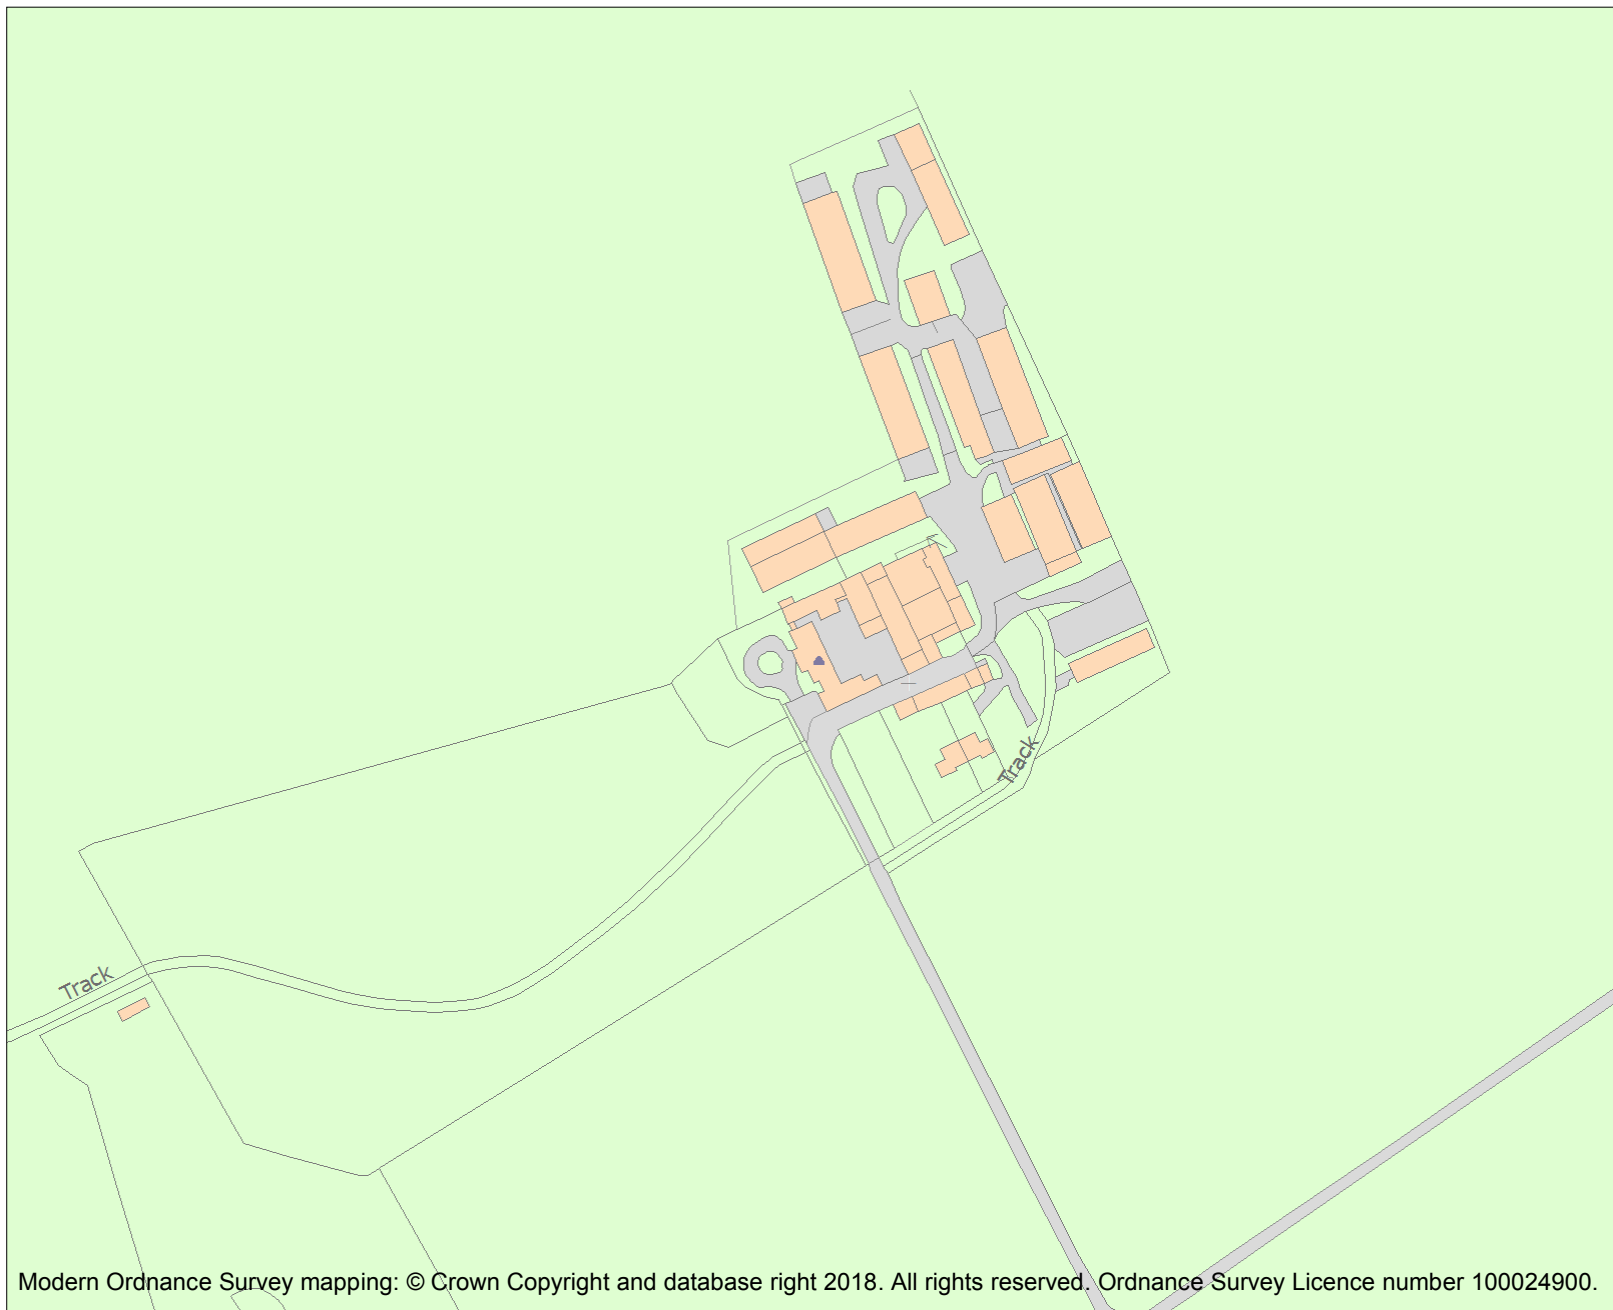 Track
Track
Modern Ordnance Survey mapping: © Crown Copyright and database right 2018. All rights reserved. Ordnance Survey Licence number 100024900.